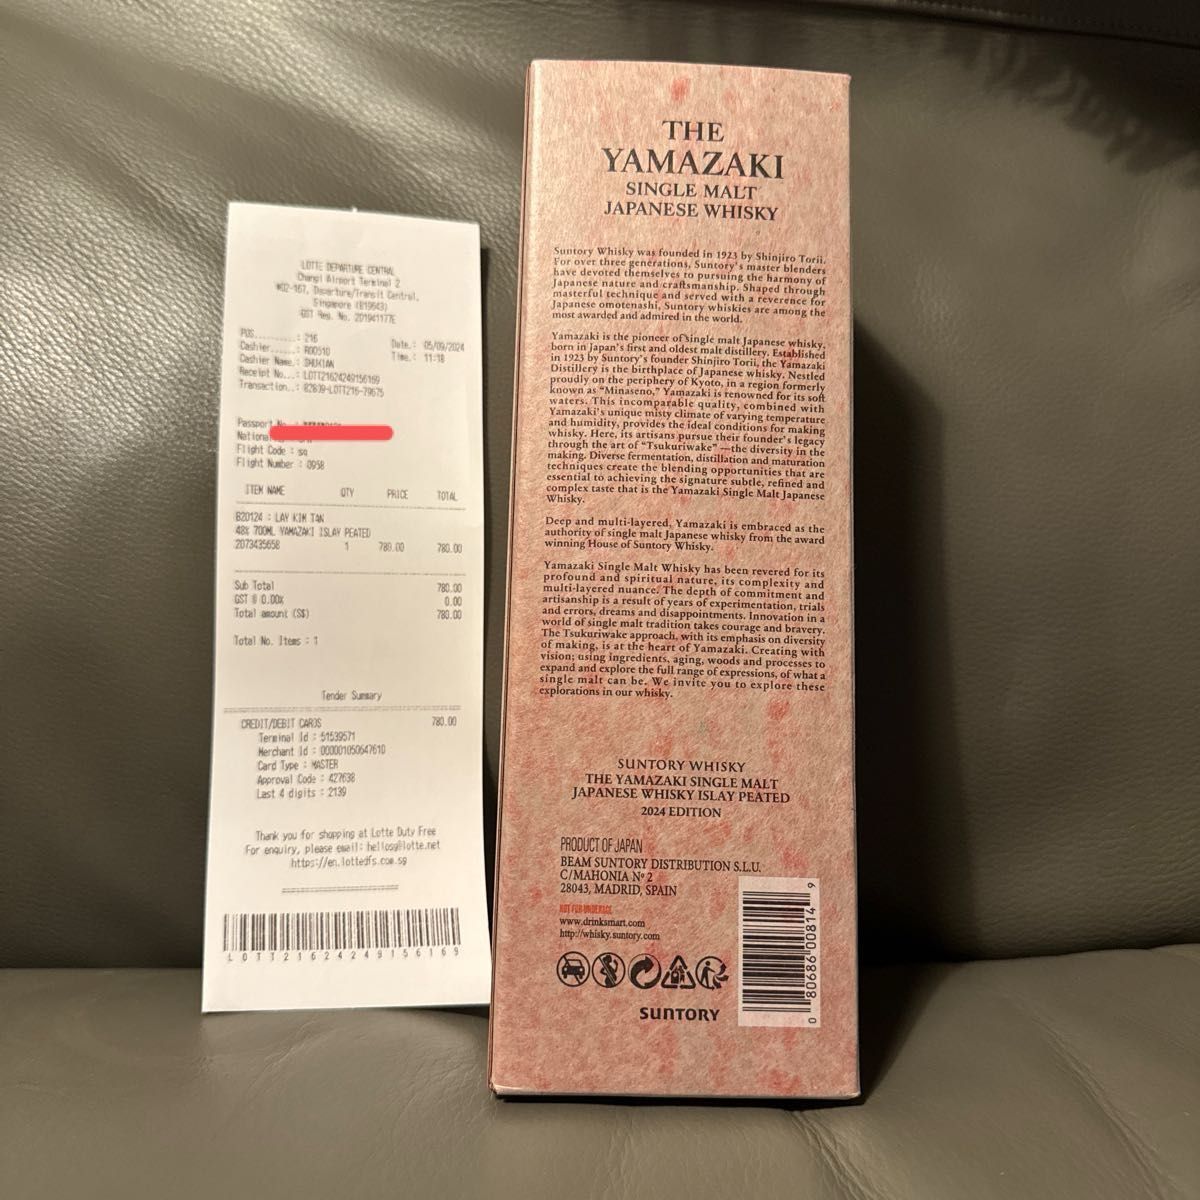 LOTTE DEPARTURE CENTRAL
Changi Airport Terminal 2
#02-167, Departure/Transit Central,
Singapore (819643)
GST Reg. No. 201941177E
POS..........: 216
Date.: 05/09/2024
Cashier......: R00510
Time.: 11:18
Cashier Name.: SHUXIAN
Receipt No...: LOTT21624249156169
Transaction..: 82839-LOTT216-79675
Passport
Flight Code : sq
Flight Number : 0958
ITEM NAME QTY PRICE TOTAL
820124 : LAY KIM TAN
48% 700ML YAMAZAKI ISLAY PEATED
2073435658 1 780.00 780.00
Sub Total 780.00
GST @ 0.00% 0.00
Total amount (S$) 780.00
Total No. Items : 1
Tender Summary
CREDIT/DEBIT CARDS 780.00
Terminal Id : 51539571
Merchant Id : 000001050647610
Card Type : MASTER
Approval Code : 427638
Last 4 digits : 2139
Thank you for shopping at Lotte Duty Free
For enquiry, please email: hellosg@lotte.net
https://en.lottedfs.com.sg
LOTT21624249156169
THE
YAMAZAKI
SINGLE MALT
JAPANESE WHISKY
Suntory Whisky was founded in 1923 by Shinjiro Torii.
For over three generations, Suntory's master blenders
have devoted themselves to pursuing the harmony of
Japanese nature and craftsmanship. Shaped through
masterful technique and served with a reverence for
Japanese omotenashi, Suntory whiskies are among the
most awarded and admired in the world.
Yamazaki is the pioneer of single malt Japanese whisky,
born in Japan's first and oldest malt distillery. Established
in 1923 by Suntory's founder Shinjiro Torii, the Yamazaki
Distillery is the birthplace of Japanese whisky. Nestled
proudly on the periphery of Kyoto, in a region formerly
known as "Minaseno," Yamazaki is renowned for its soft
waters. This incomparable quality, combined with
Yamazaki's unique misty climate of varying temperature
and humidity, provides the ideal conditions for making
whisky. Here, its artisans pursue their founder's legacy
through the art of "Tsukuriwake" —the diversity in the
making. Diverse fermentation, distillation and maturation
techniques create the blending opportunities that are
essential to achieving the signature subtle, refined and
complex taste that is the Yamazaki Single Malt Japanese
Whisky.
Deep and multi-layered, Yamazaki is embraced as the
authority of single malt Japanese whisky from the award
winning House of Suntory Whisky.
Yamazaki Single Malt Whisky has been revered for its
profound and spiritual nature, its complexity and
multi-layered nuance. The depth of commitment and
artisanship is a result of years of experimentation, trials
and errors, dreams and disappointments. Innovation in a
world of single malt tradition takes courage and bravery.
The Tsukuriwake approach, with its emphasis on diversity
of making, is at the heart of Yamazaki. Creating with
vision; using ingredients, aging, woods and processes to
expand and explore the full range of expressions, of what a
single malt can be. We invite you to explore these
explorations in our whisky.
SUNTORY WHISKY
THE YAMAZAKI SINGLE MALT
JAPANESE WHISKY ISLAY PEATED
2024 EDITION
PRODUCT OF JAPAN
BEAM SUNTORY DISTRIBUTION S.L.U.
C/MAHONIA Nº 2
28043, MADRID, SPAIN
NOT FOR UNDERAGE
www.drinksmart.com
http://whisky.suntory.com
SUNTORY
0 80686 00814 9